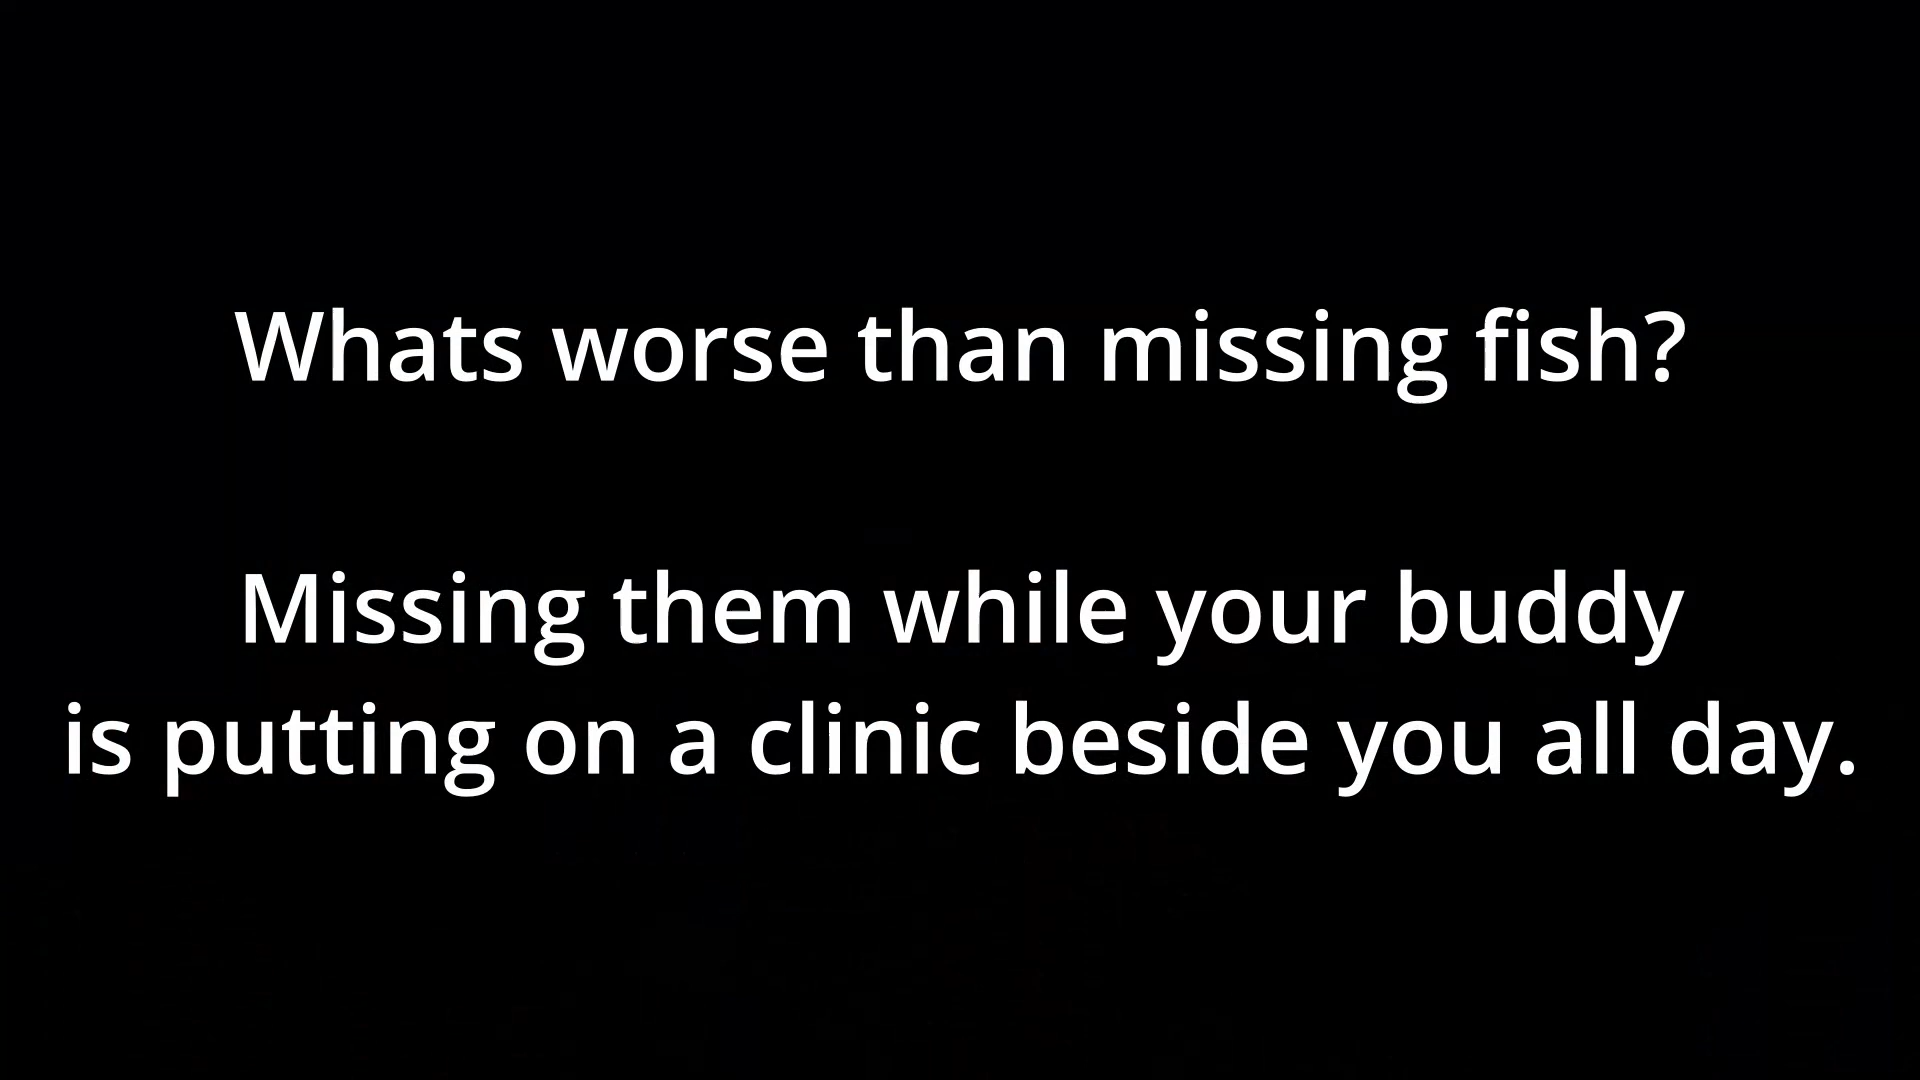 Whats worse than missing fish?
Missing them while your buddy
is putting on a clinic beside you all day.